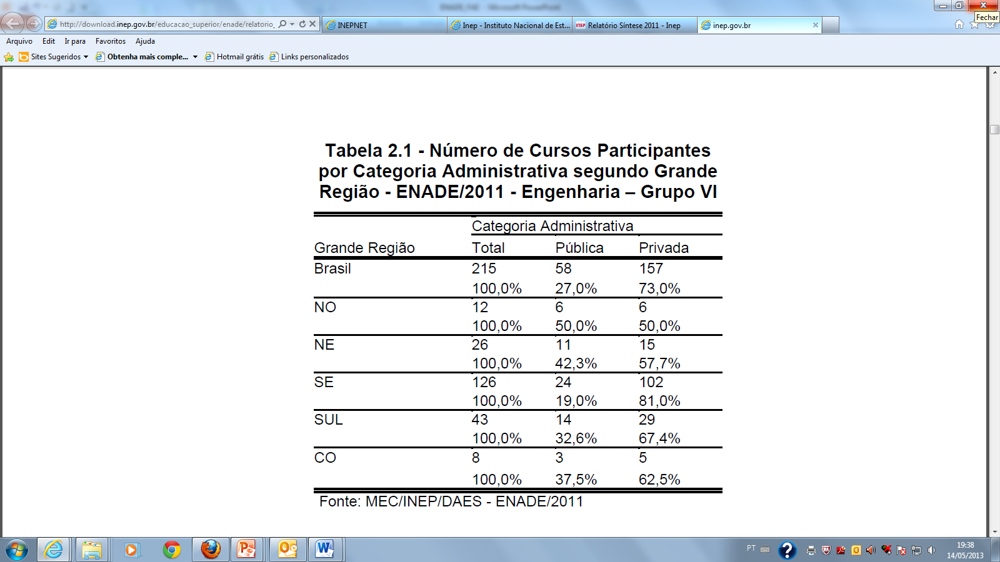 ENADE_FAE - Microsoft PowerPoint
Fechar
http://download.inep.gov.br/educacao_superior/enade/relatorio_
INEPNET
Inep - Instituto Nacional de Est...
INEP Relatório Síntese 2011 - Inep
inep.gov.br
Arquivo Edit Ir para Favoritos Ajuda
Sites Sugeridos Obtenha mais comple... Hotmail grátis Links personalizados
Tabela 2.1 - Número de Cursos Participantes
por Categoria Administrativa segundo Grande
Região - ENADE/2011 - Engenharia – Grupo VI
Categoria Administrativa
Grande Região Total Pública Privada
Brasil 215 58 157
100,0% 27,0% 73,0%
NO 12 6 6
100,0% 50,0% 50,0%
NE 26 11 15
100,0% 42,3% 57,7%
SE 126 24 102
100,0% 19,0% 81,0%
SUL 43 14 29
100,0% 32,6% 67,4%
CO 8 3 5
100,0% 37,5% 62,5%
Fonte: MEC/INEP/DAES - ENADE/2011
PT
19:38
14/05/2013